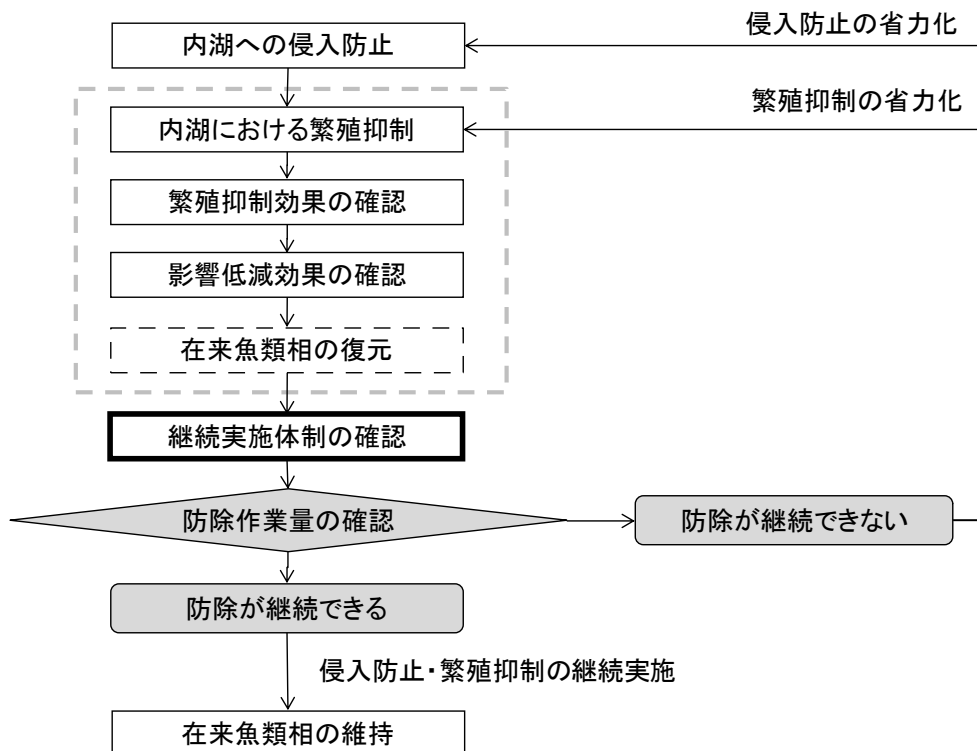 侵入防止の省力化
内湖への侵入防止
繁殖抑制の省力化
内湖における繁殖抑制
繁殖抑制効果の確認
影響低減効果の確認
在来魚類相の復元
継続実施体制の確認
防除作業量の確認
防除が継続できない
防除が継続できる
侵入防止・繁殖抑制の継続実施
在来魚類相の維持